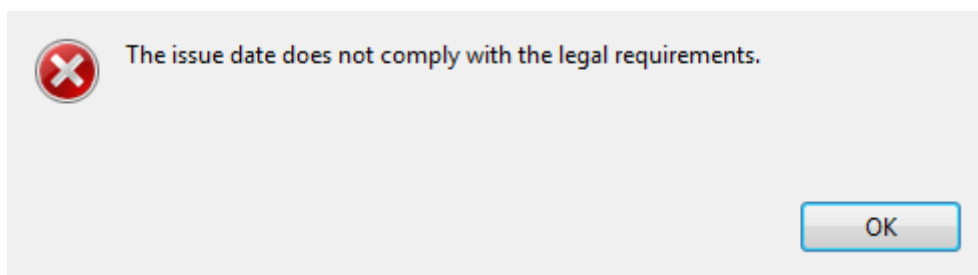 The issue date does not comply with the legal requirements.
OK